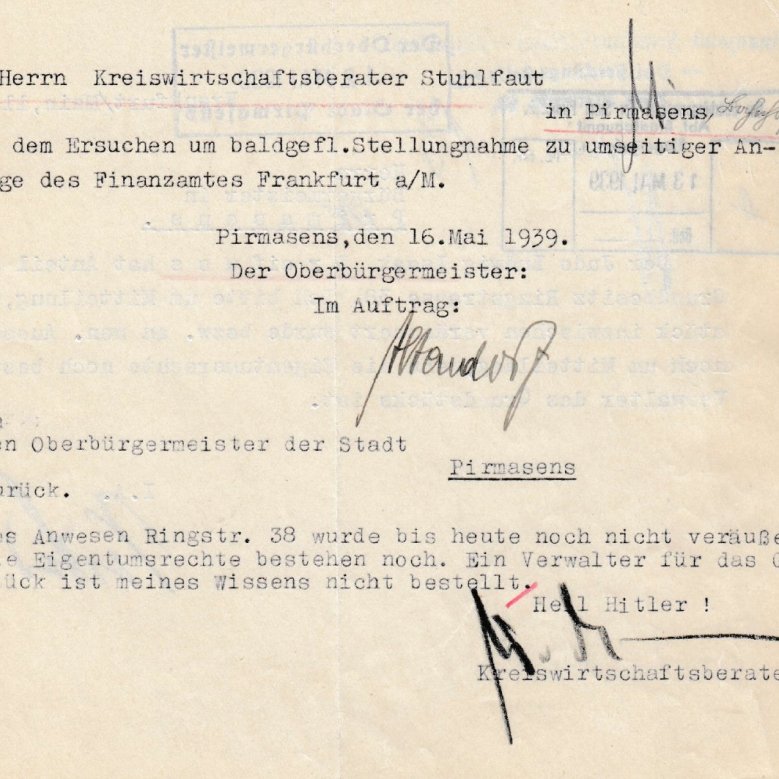 Herrn Kreiswirtschaftsberater Stuhlfaut
in Pirmasens,
dem Ersuchen um baldgefl.Stellungnahme zu umseitiger An-
ge des Finanzamtes Frankfurt a/M.
Pirmasens,den 16.Mai 1939.
Der Oberbürgermeister:
Im Auftrag:
en Oberbürgermeister der Stadt
Pirmasens
urück.
es Anwesen Ringstr. 38 wurde bis heute noch nicht veräuße
ie Eigentumsrechte bestehen noch. Ein Verwalter für das G
ück ist meines Wissens nicht bestellt.
Heil Hitler !
Kreiswirtschaftsberate